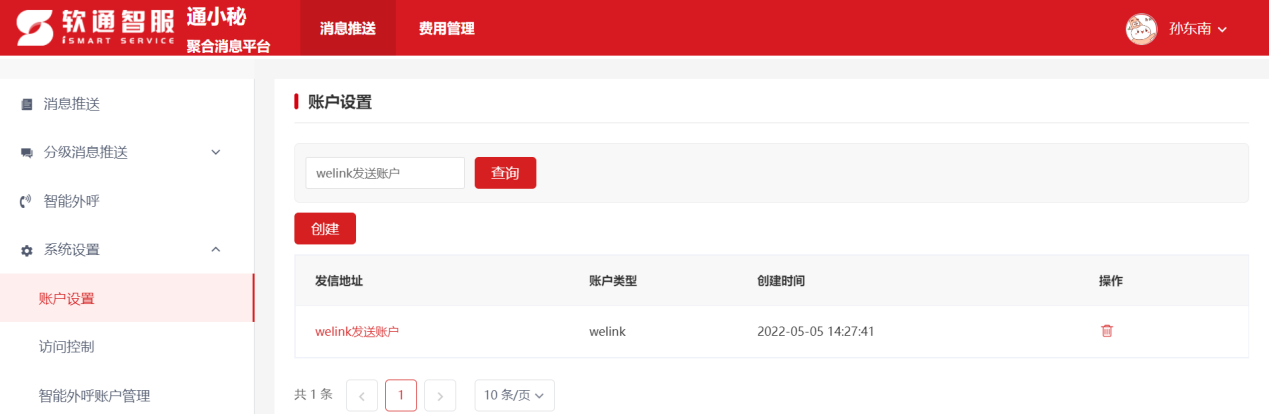 软通智服 通小秘
iSMART SERVICE 聚合消息平台
消息推送 费用管理 孙东南
消息推送
分级消息推送
智能外呼
系统设置
账户设置
访问控制
智能外呼账户管理
账户设置
welink发送账户 查询
创建
发信地址 账户类型 创建时间 操作
welink发送账户 welink 2022-05-05 14:27:41
共 1 条 1 10 条/页